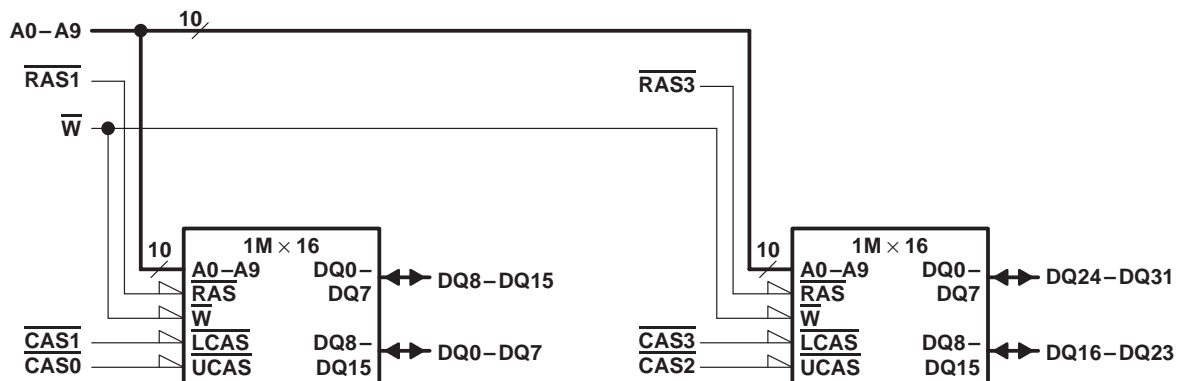 10
A0–A9
RAS1
RAS3
W
1M × 16
10
A0–A9
DQ0–
DQ7
DQ8–DQ15
RAS
W
CAS1
LCAS
DQ8–
DQ15
DQ0–DQ7
CAS0
UCAS
1M × 16
10
A0–A9
DQ0–
DQ7
DQ24–DQ31
RAS
W
CAS3
LCAS
DQ8–
DQ15
DQ16–DQ23
CAS2
UCAS